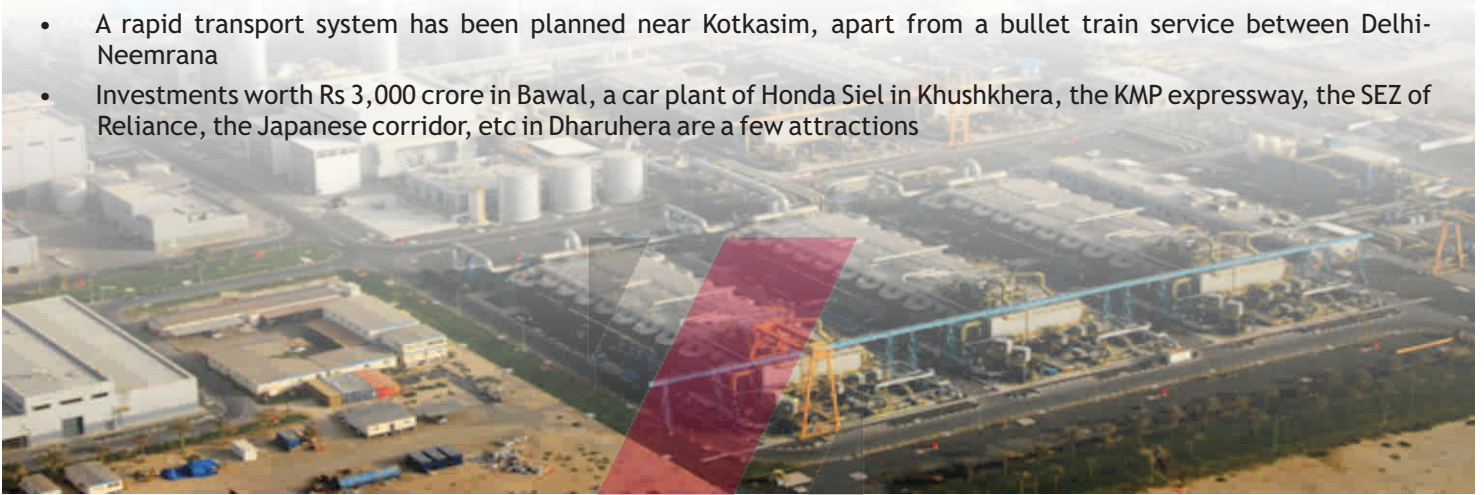 • A rapid transport system has been planned near Kotkasim, apart from a bullet train service between Delhi-
Neemrana
• Investments worth Rs 3,000 crore in Bawal, a car plant of Honda Siel in Khushkhera, the KMP expressway, the SEZ of
Reliance, the Japanese corridor, etc in Dharuhera are a few attractions